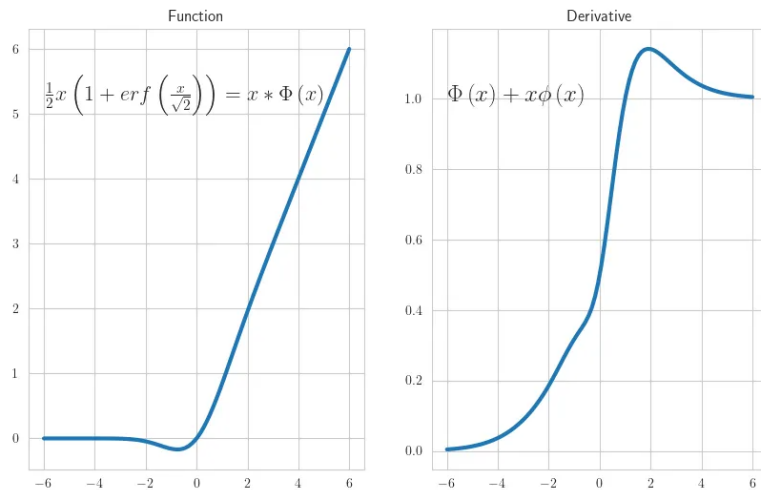 Function
6
5
4
3
2
1
0
−6 −4 −2 0 2 4 6
½x(1 + erf(x/√2)) = x ∗ Φ(x)
Derivative
1.0
0.8
0.6
0.4
0.2
0.0
−6 −4 −2 0 2 4 6
Φ(x) + xϕ(x)